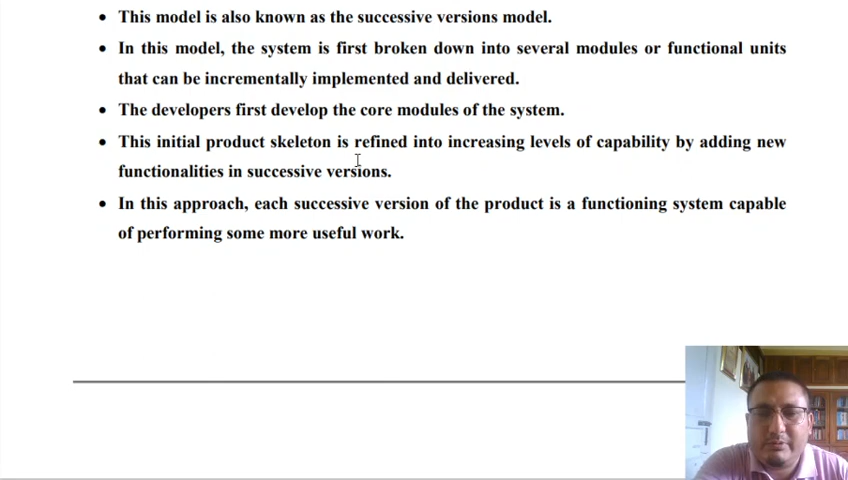 • This model is also known as the successive versions model.
• In this model, the system is first broken down into several modules or functional units
that can be incrementally implemented and delivered.
• The developers first develop the core modules of the system.
• This initial product skeleton is refined into increasing levels of capability by adding new
functionalities in successive versions.
• In this approach, each successive version of the product is a functioning system capable
of performing some more useful work.